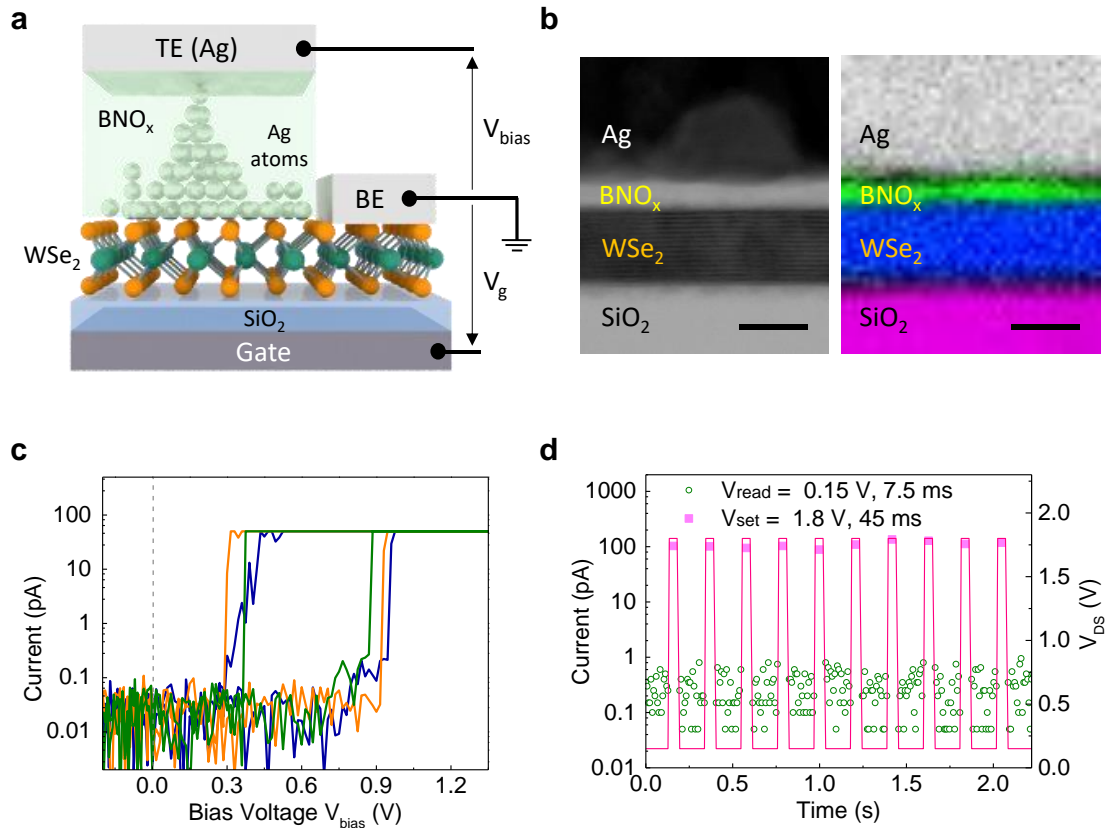 a
TE (Ag)
BNOx
Ag
atoms
Vbias
BE
WSe2
Vg
SiO2
Gate
b
Ag
BNOx
WSe2
SiO2
Ag
BNOx
WSe2
SiO2
c
Current (pA)
100
10
1
0.1
0.01
0.0 0.3 0.6 0.9 1.2
Bias Voltage Vbias (V)
d
Vread = 0.15 V, 7.5 ms
Vset = 1.8 V, 45 ms
Current (pA)
1000
100
10
1
0.1
0.01
2.0
1.5
1.0
0.5
0.0
VDS (V)
0.0 0.5 1.0 1.5 2.0
Time (s)